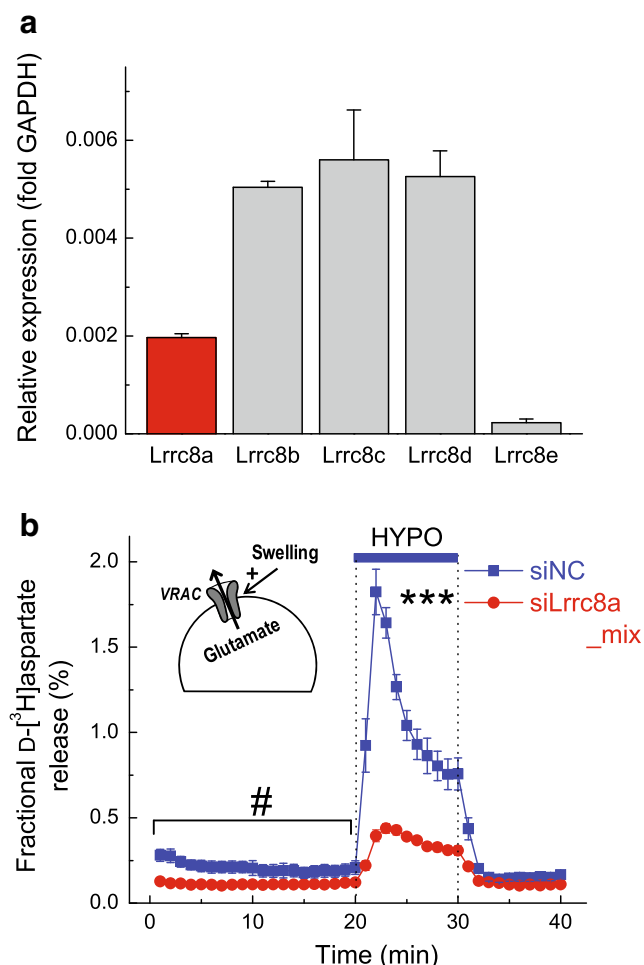 a
Relative expression (fold GAPDH)
0.006
0.004
0.002
0.000
Lrrc8a Lrrc8b Lrrc8c Lrrc8d Lrrc8e
b
HYPO
Fractional D-[³H]aspartate
release (%)
2.0
1.5
1.0
0.5
0.0
Swelling
+
VRAC
Glutamate
siNC
siLrrc8a
_mix
***
#
0 10 20 30 40
Time (min)